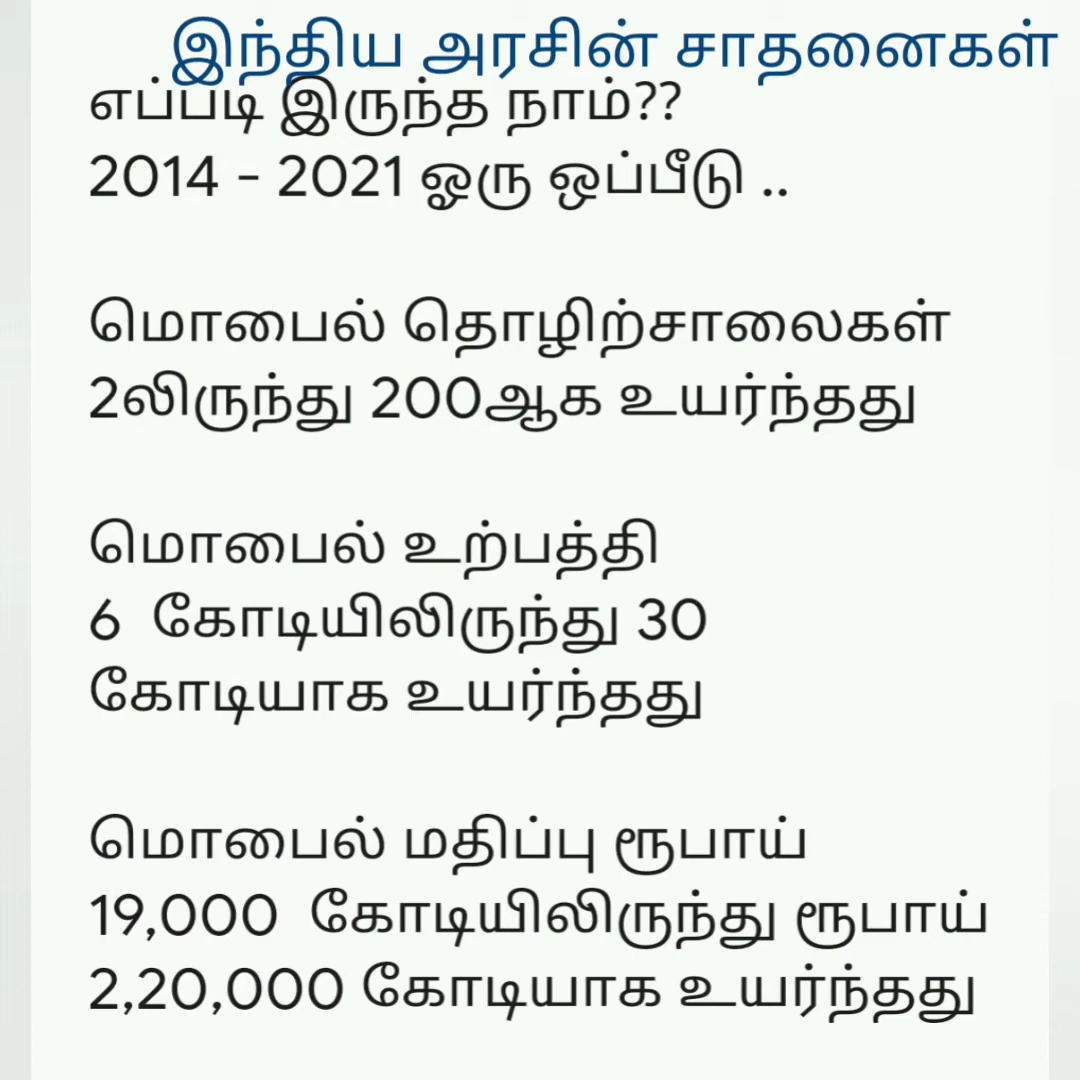 இந்திய அரசின் சாதனைகள்
எப்படி இருந்த நாம்??
2014 - 2021 ஓரு ஒப்பீடு ..
மொபைல் தொழிற்சாலைகள்
2லிருந்து 200ஆக உயர்ந்தது
மொபைல் உற்பத்தி
6 கோடியிலிருந்து 30
கோடியாக உயர்ந்தது
மொபைல் மதிப்பு ரூபாய்
19,000 கோடியிலிருந்து ரூபாய்
2,20,000 கோடியாக உயர்ந்தது